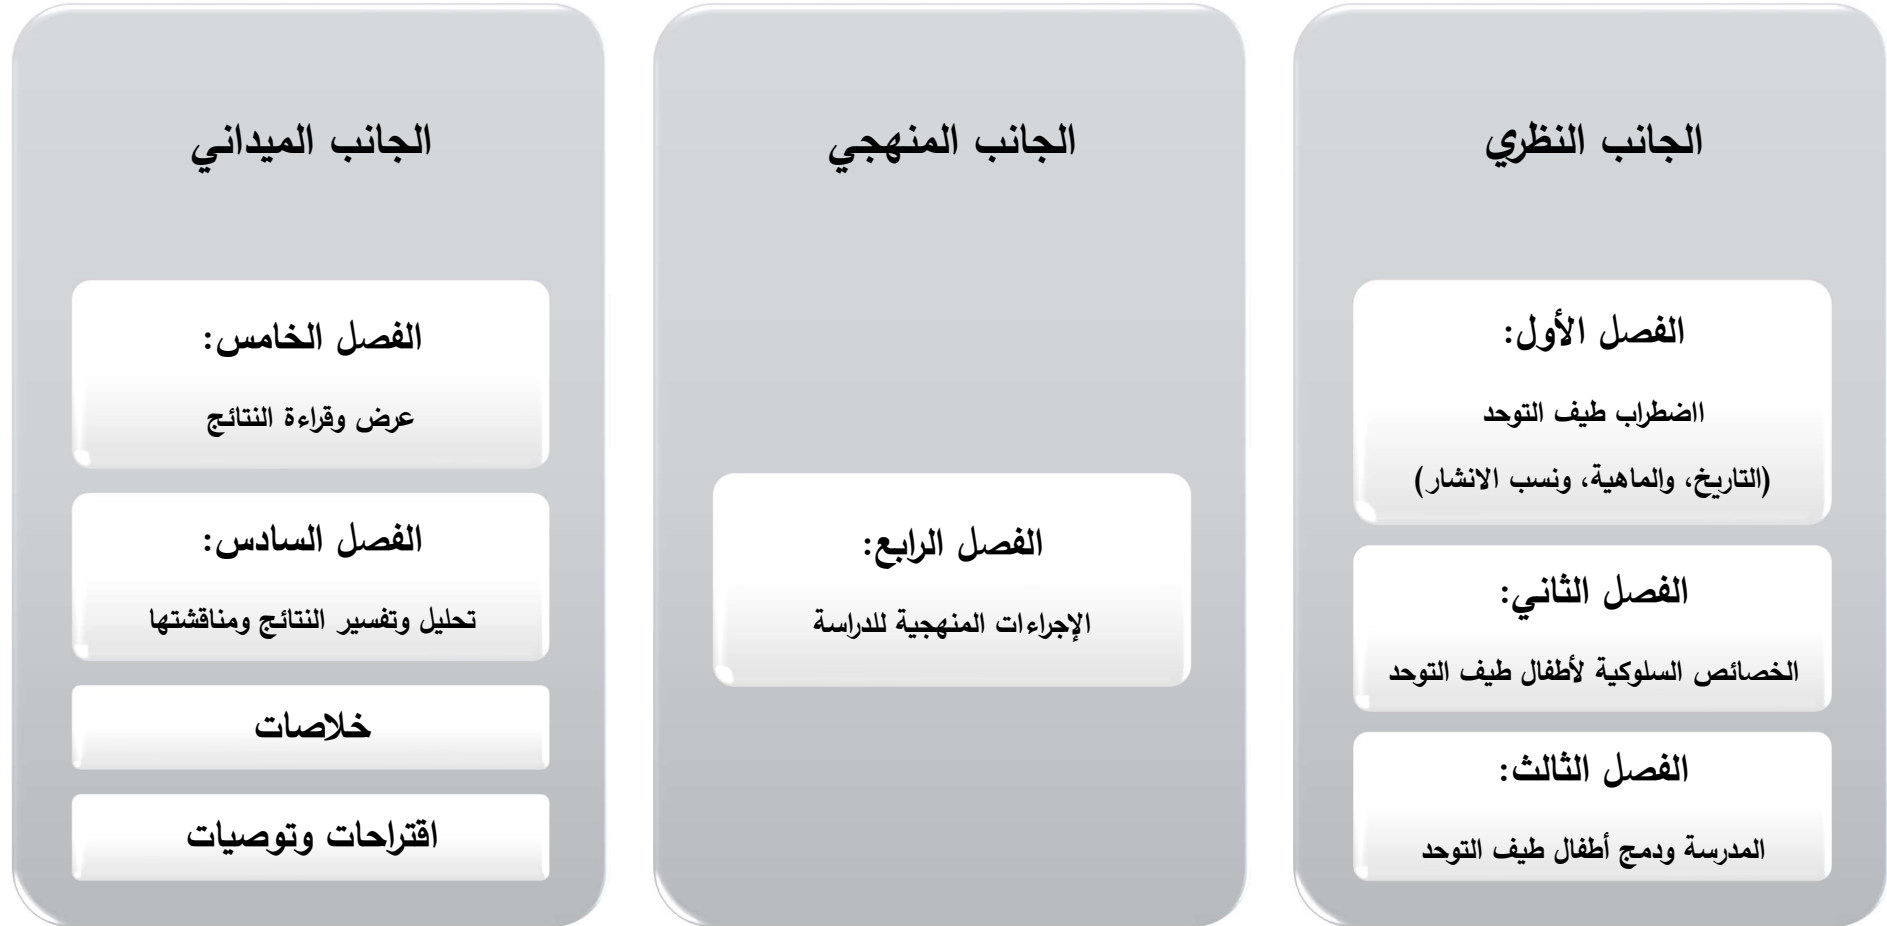 الجانب النظري
الفصل الأول:
ااضطراب طيف التوحد
(التاريخ، والماهية، ونسب الانشار)
الفصل الثاني:
الخصائص السلوكية لأطفال طيف التوحد
الفصل الثالث:
المدرسة ودمج أطفال طيف التوحد
الجانب المنهجي
الفصل الرابع:
الإجراءات المنهجية للدراسة
الجانب الميداني
الفصل الخامس:
عرض وقراءة النتائج
الفصل السادس:
تحليل وتفسير النتائج ومناقشتها
خلاصات
اقتراحات وتوصيات